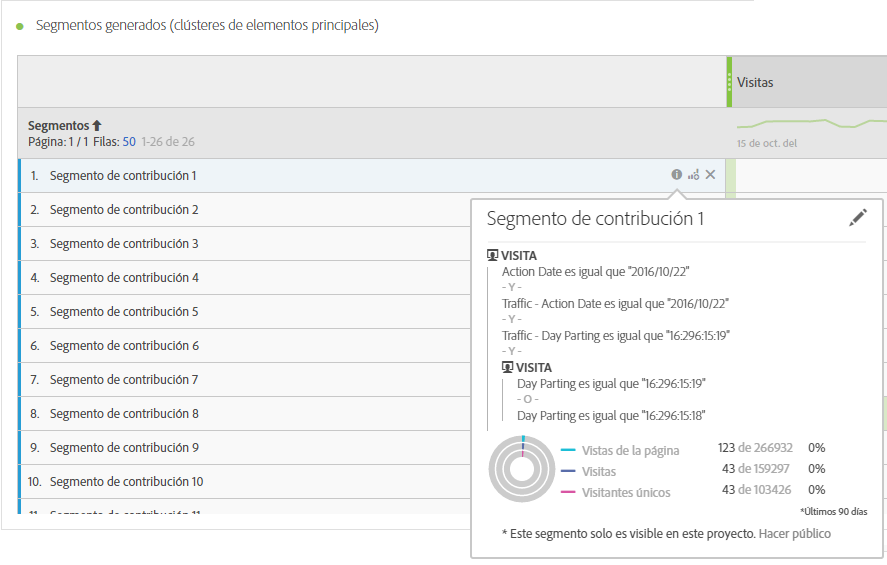 Segmentos generados (clústeres de elementos principales)
Visitas
Segmentos
Página: 1 / 1 Filas: 50 1-26 de 26
15 de oct. del
1. Segmento de contribución 1
2. Segmento de contribución 2
3. Segmento de contribución 3
4. Segmento de contribución 4
5. Segmento de contribución 5
6. Segmento de contribución 6
7. Segmento de contribución 7
8. Segmento de contribución 8
9. Segmento de contribución 9
10. Segmento de contribución 10
11. Segmento de contribución 11
Segmento de contribución 1
VISITA
Action Date es igual que "2016/10/22"
- Y -
Traffic - Action Date es igual que "2016/10/22"
- Y -
Traffic - Day Parting es igual que "16:296:15:19"
- Y -
VISITA
Day Parting es igual que "16:296:15:19"
- O -
Day Parting es igual que "16:296:15:18"
Vistas de la página 123 de 266932 0%
Visitas 43 de 159297 0%
Visitantes únicos 43 de 103426 0%
*Últimos 90 días
* Este segmento solo es visible en este proyecto. Hacer público